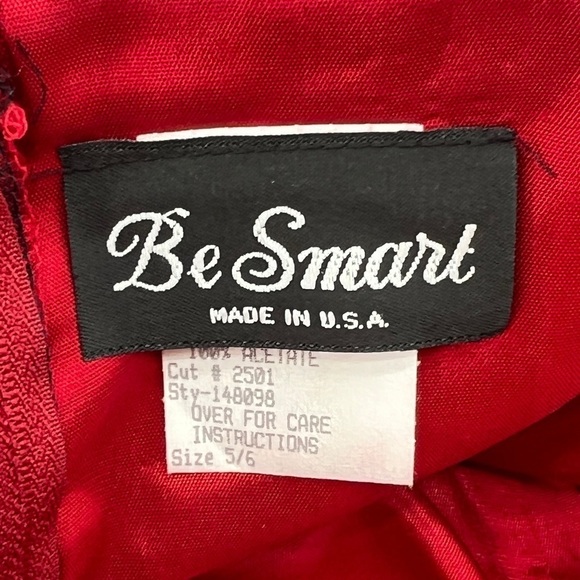 Be Smart
MADE IN U.S.A.
100% ACETATE
Cut # 2501
Sty-148098
OVER FOR CARE
INSTRUCTIONS
Size 5/6